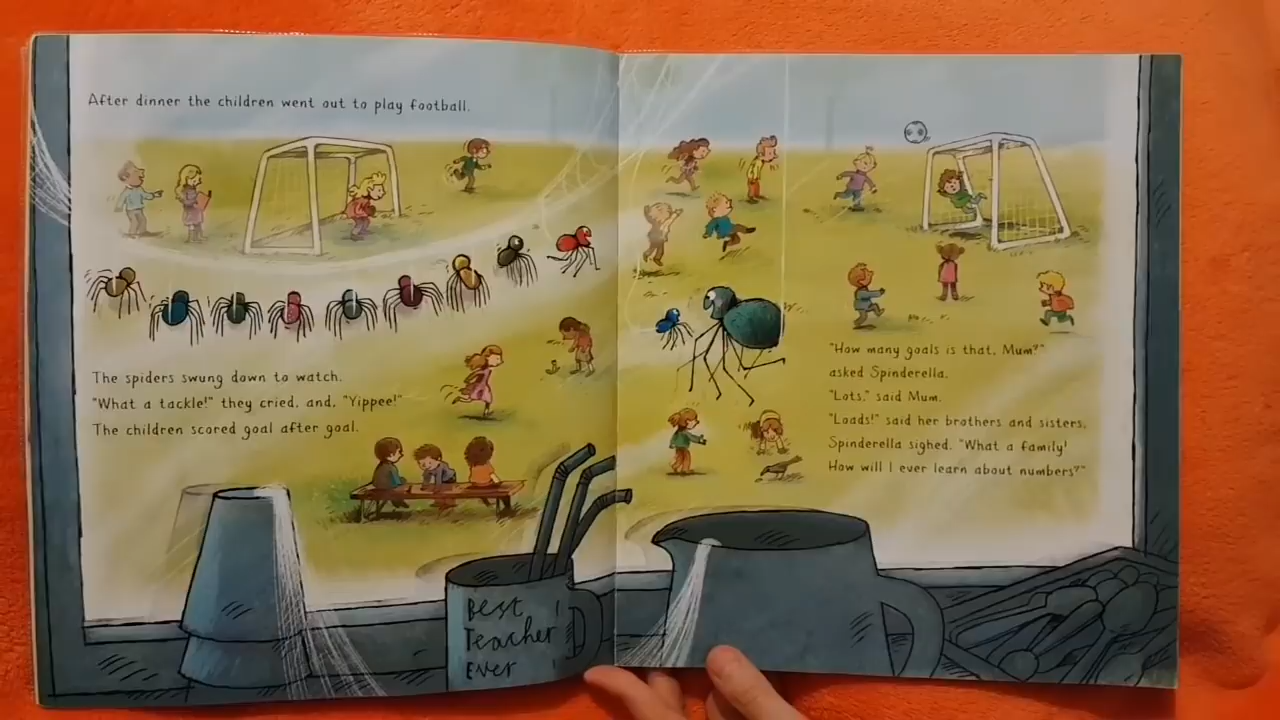 After dinner the children went out to play football.
The spiders swung down to watch.
"What a tackle!" they cried, and, "Yippee!"
The children scored goal after goal.
Best
Teacher
Ever !
"How many goals is that, Mum?"
asked Spinderella.
"Lots," said Mum.
"Loads!" said her brothers and sisters.
Spinderella sighed. "What a family!
How will I ever learn about numbers?"